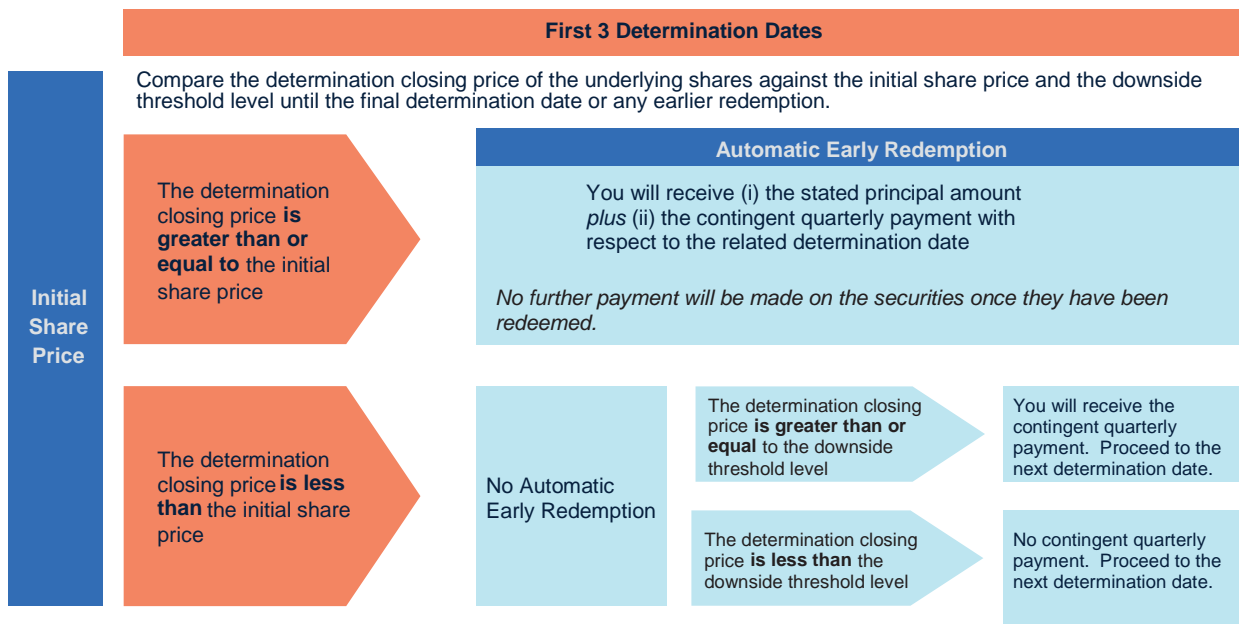 First 3 Determination Dates
Compare the determination closing price of the underlying shares against the initial share price and the downside
threshold level until the final determination date or any earlier redemption.
Initial
Share
Price
The determination
closing price is
greater than or
equal to the initial
share price
Automatic Early Redemption
You will receive (i) the stated principal amount
plus (ii) the contingent quarterly payment with
respect to the related determination date
No further payment will be made on the securities once they have been
redeemed.
The determination
closing price is less
than the initial share
price
No Automatic
Early Redemption
The determination closing
price is greater than or
equal to the downside
threshold level
You will receive the
contingent quarterly
payment. Proceed to the
next determination date.
The determination closing
price is less than the
downside threshold level
No contingent quarterly
payment. Proceed to the
next determination date.